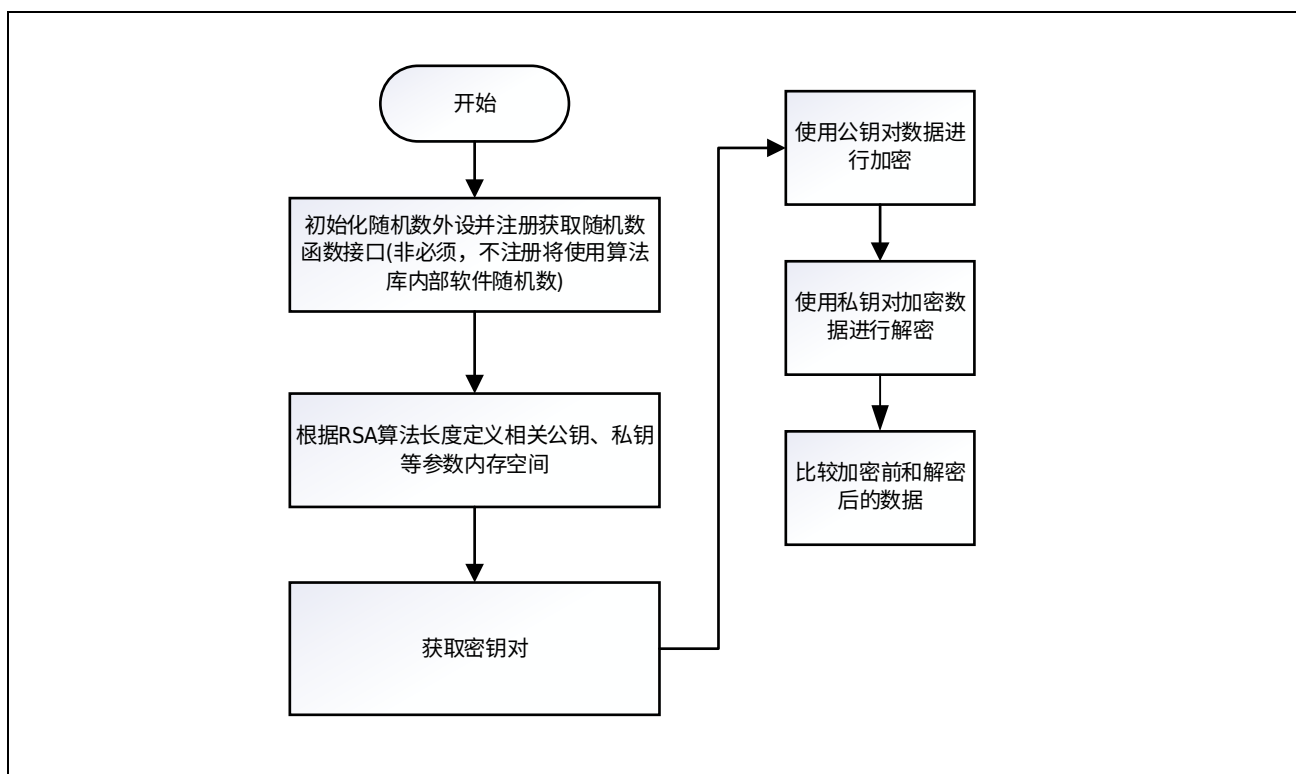 开始
初始化随机数外设并注册获取随机数
函数接口(非必须，不注册将使用算法
库内部软件随机数)
根据RSA算法长度定义相关公钥、私钥
等参数内存空间
获取密钥对
使用公钥对数据进
行加密
使用私钥对加密数
据进行解密
比较加密前和解密
后的数据